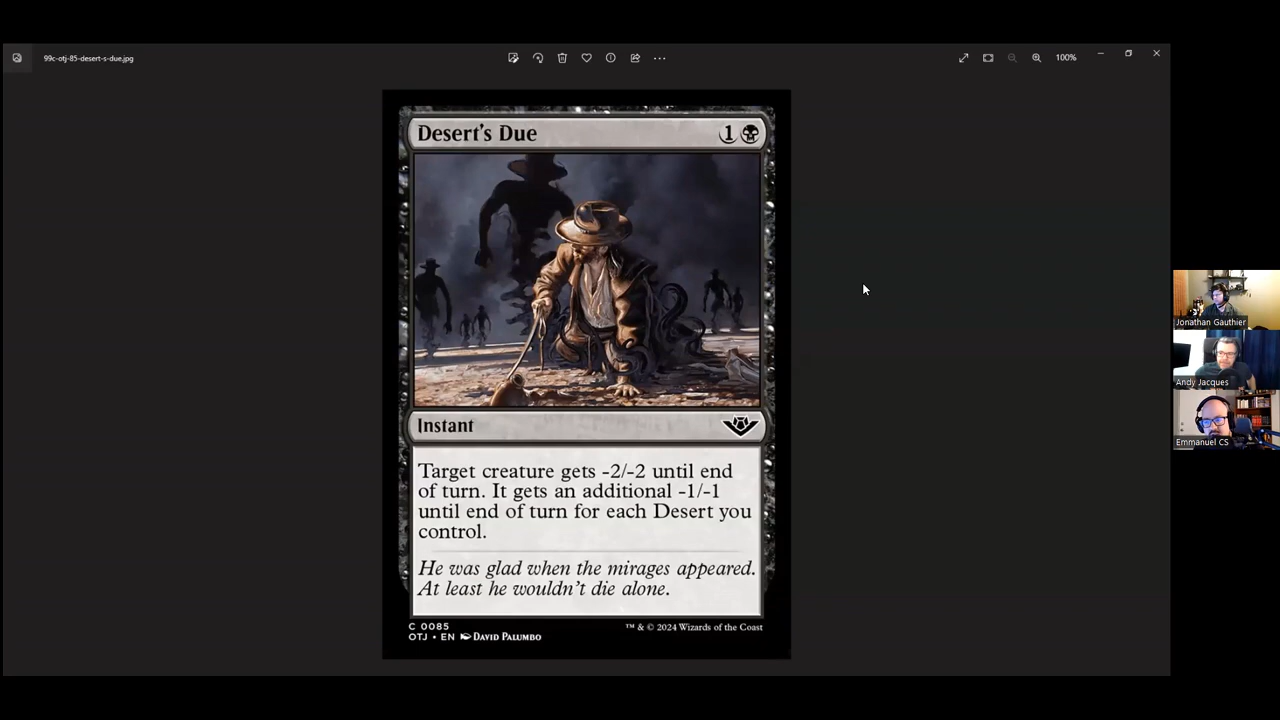 99c-otj-85-desert-s-due.jpg
100%
Desert's Due
1
Instant
Target creature gets -2/-2 until end
of turn. It gets an additional -1/-1
until end of turn for each Desert you
control.
He was glad when the mirages appeared.
At least he wouldn't die alone.
C 0085
OTJ • EN DAVID PALUMBO
™ & © 2024 Wizards of the Coast
Jonathan Gauthier
Andy Jacques
Emmanuel CS